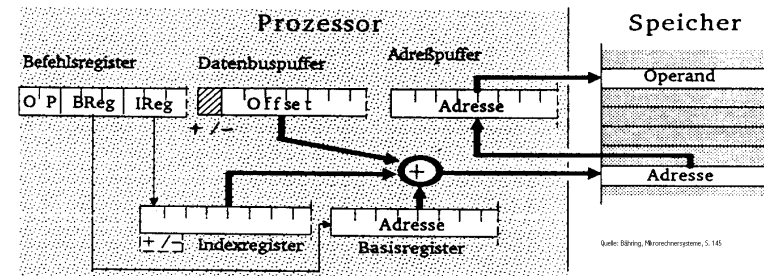 Prozessor
Speicher
Befehlsregister
Datenbuspuffer
Adreßpuffer
Operand
O P BReg IReg
Offset
Adresse
+ /-
+
Adresse
Adresse
+ /-
Indexregister
Basisregister
Quelle: Bähring, Mikrorechnersysteme, S. 145